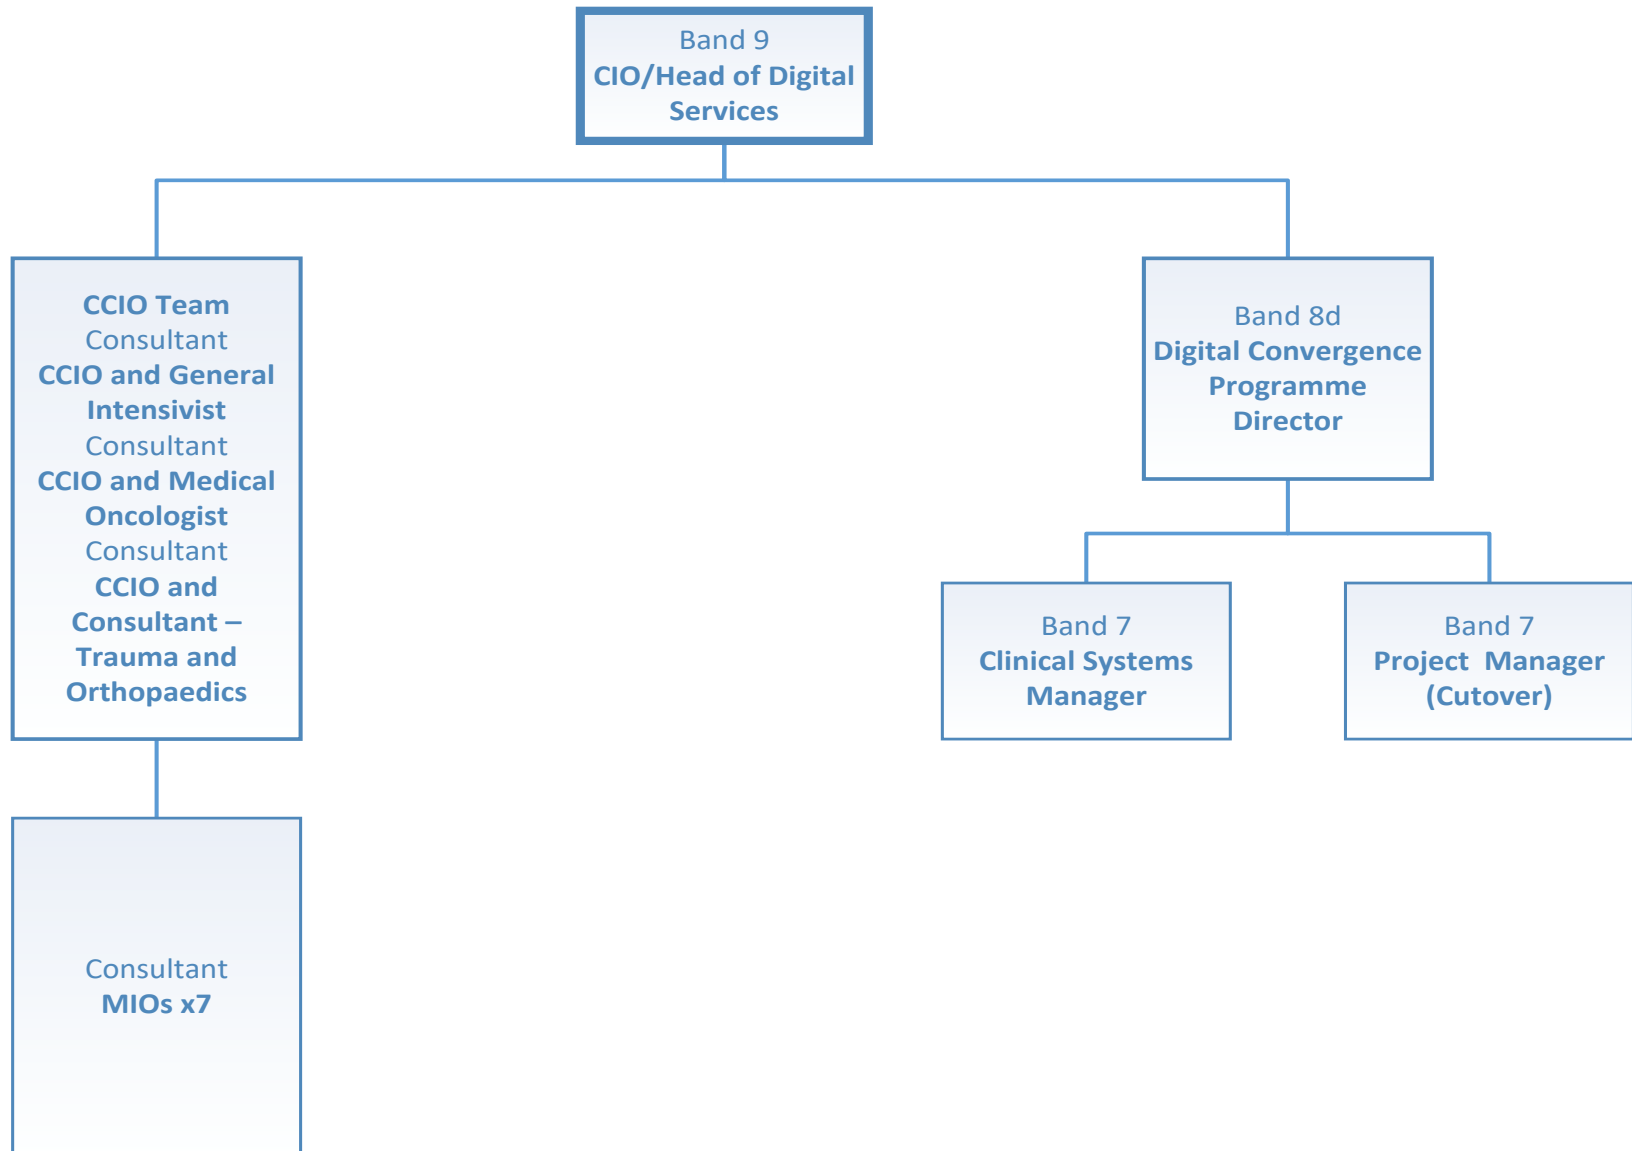 Band 9
CIO/Head of Digital
Services
CCIO Team
Consultant
CCIO and General
Intensivist
Consultant
CCIO and Medical
Oncologist
Consultant
CCIO and
Consultant –
Trauma and
Orthopaedics
Band 8d
Digital Convergence
Programme
Director
Band 7
Clinical Systems
Manager
Band 7
Project  Manager
(Cutover)
Consultant
MIOs x7